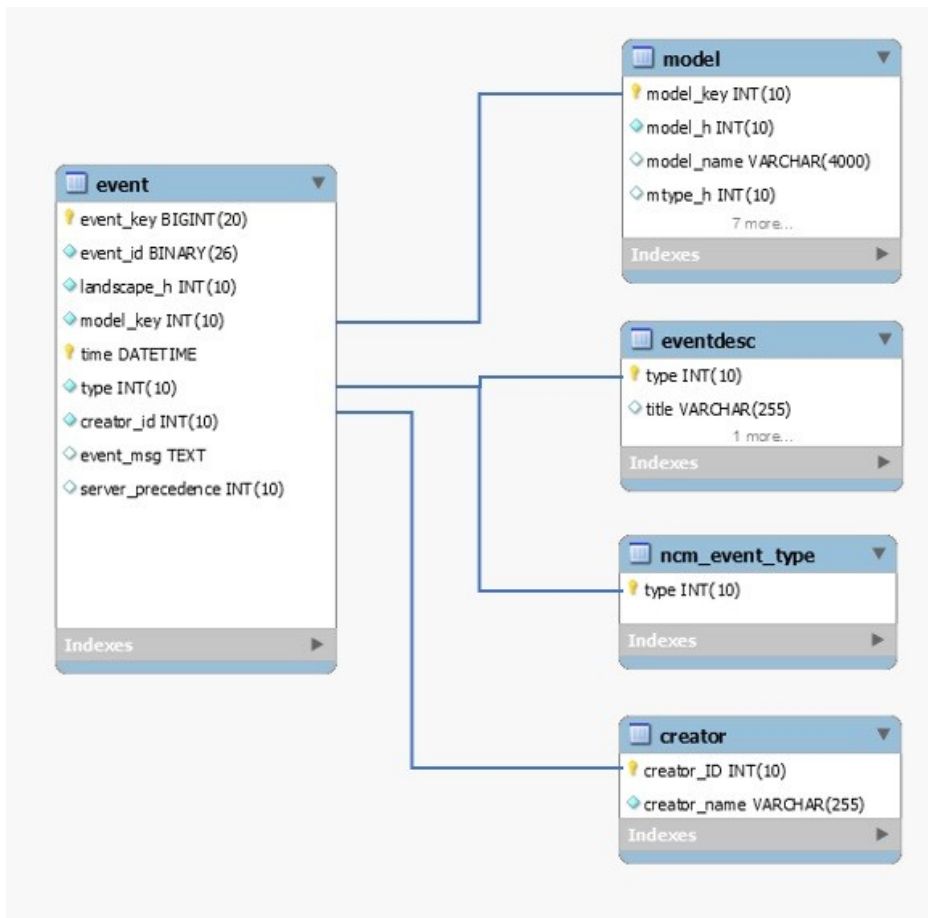 event
event_key BIGINT(20)
event_id BINARY(26)
landscape_h INT(10)
model_key INT(10)
time DATETIME
type INT(10)
creator_id INT(10)
event_msg TEXT
server_precedence INT(10)
Indexes
model
model_key INT(10)
model_h INT(10)
model_name VARCHAR(4000)
mtype_h INT(10)
7 more...
Indexes
eventdesc
type INT(10)
title VARCHAR(255)
1 more...
Indexes
ncm_event_type
type INT(10)
Indexes
creator
creator_ID INT(10)
creator_name VARCHAR(255)
Indexes